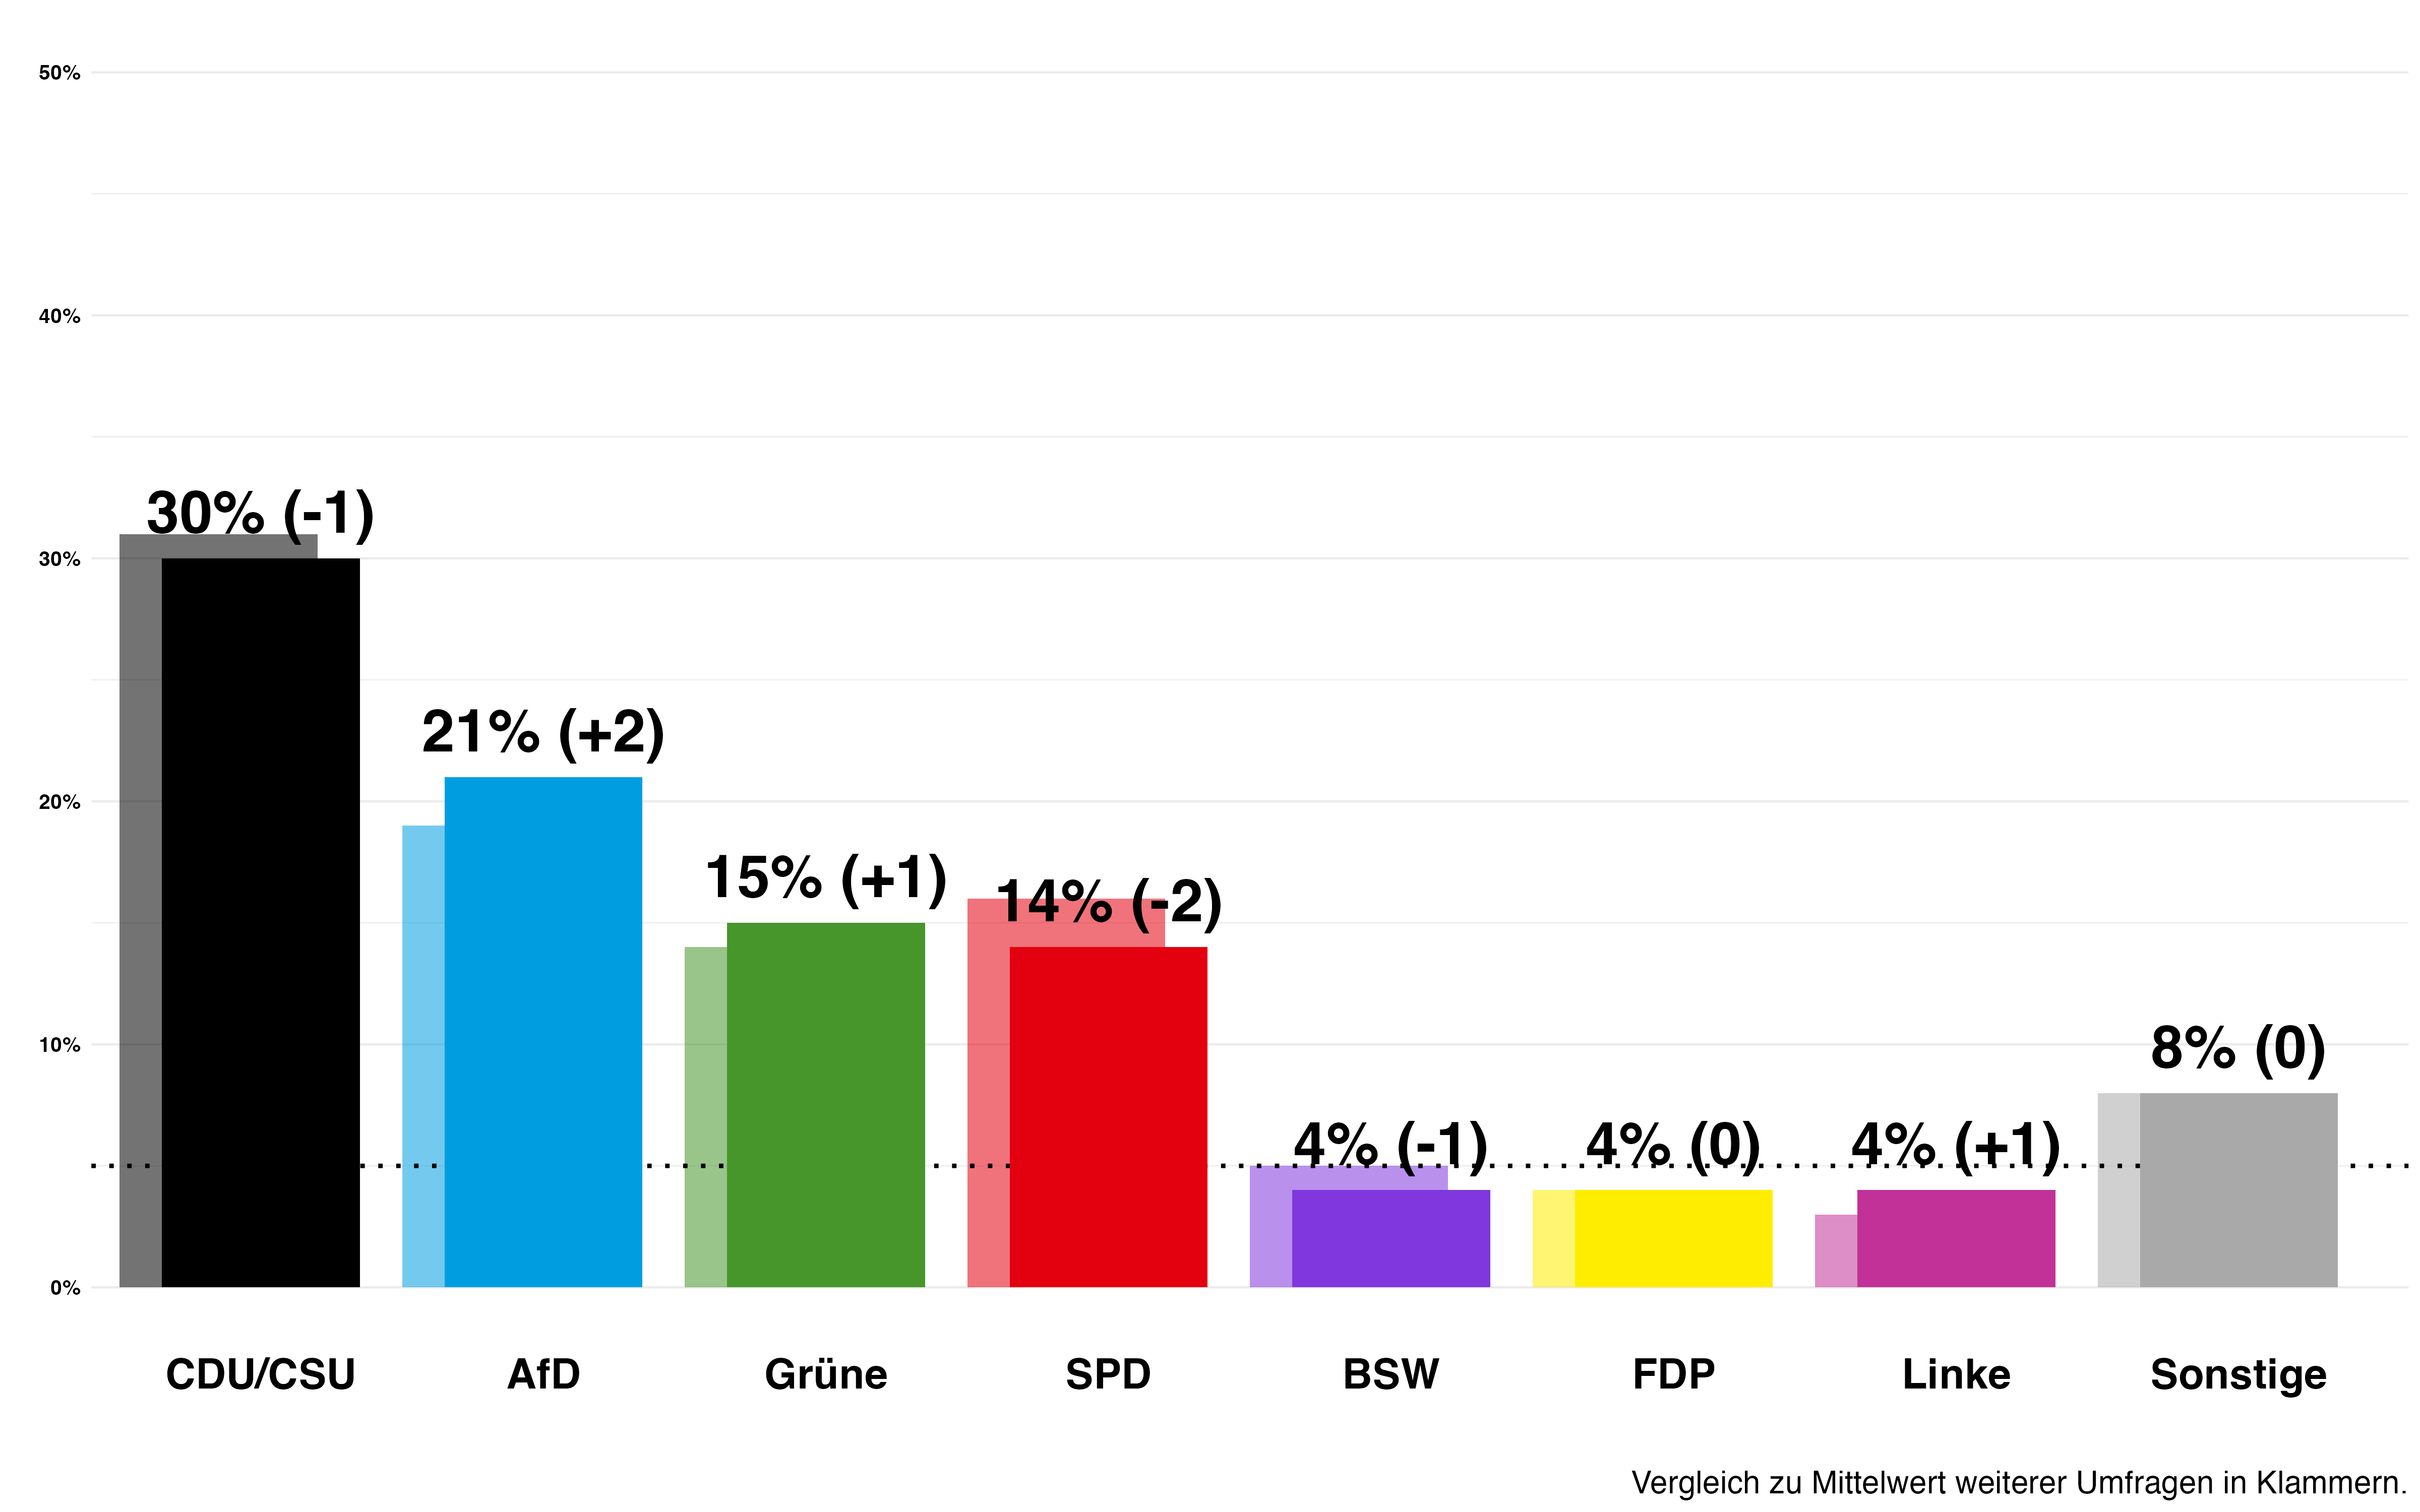 50%
40%
30%
20%
10%
0%
30% (-1)
21% (+2)
15% (+1)
14% (-2)
4% (-1)
4% (0)
4% (+1)
8% (0)
CDU/CSU
AfD
Grüne
SPD
BSW
FDP
Linke
Sonstige
Vergleich zu Mittelwert weiterer Umfragen in Klammern.